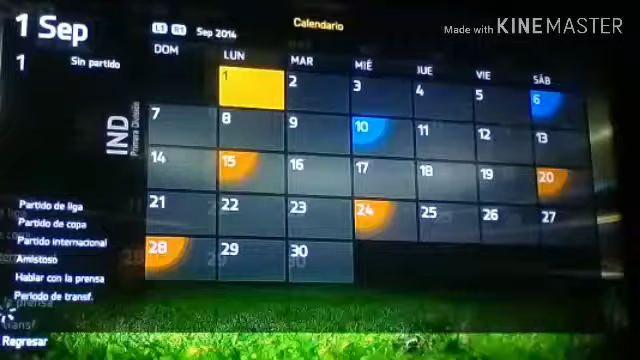 1 Sep
L1 R1 Sep 2014
Calendario
Made with KINEMASTER
1 Sin partido
DOM LUN MAR MIÉ JUE VIE SÁB
1 2 3 4 5 6
7 8 9 10 11 12 13
14 15 16 17 18 19 20
21 22 23 24 25 26 27
28 29 30
IND
Primera División
Partido de liga
Partido de copa
Partido internacional
Amistoso
Hablar con la prensa
Periodo de transf.
Regresar